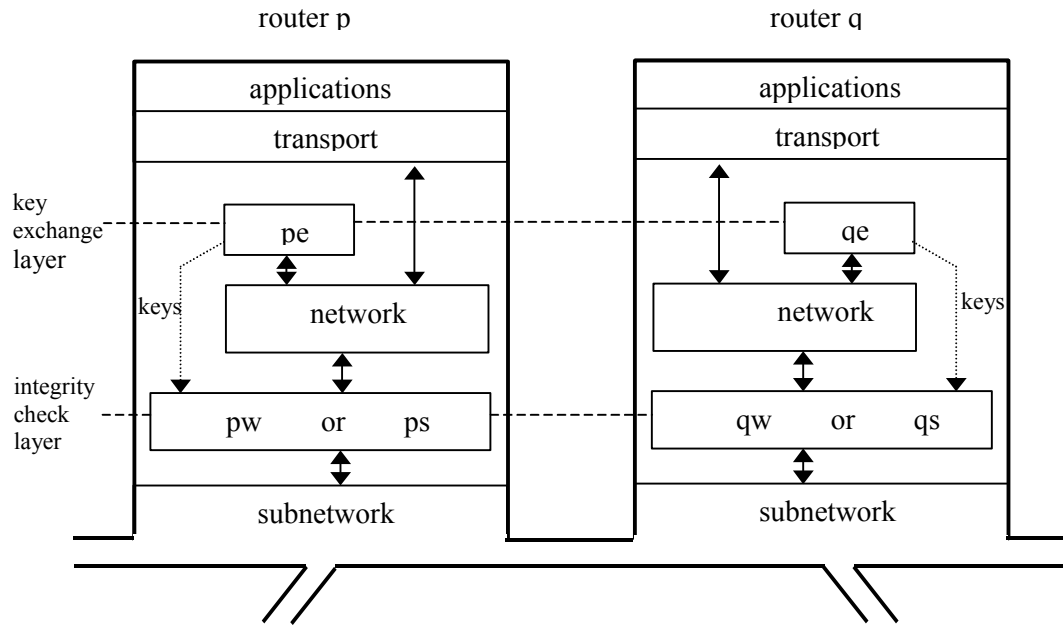 router p
router q
applications
applications
transport
transport
key
exchange
layer
pe
qe
keys
keys
network
network
integrity
check
layer
pw or ps
qw or qs
subnetwork
subnetwork